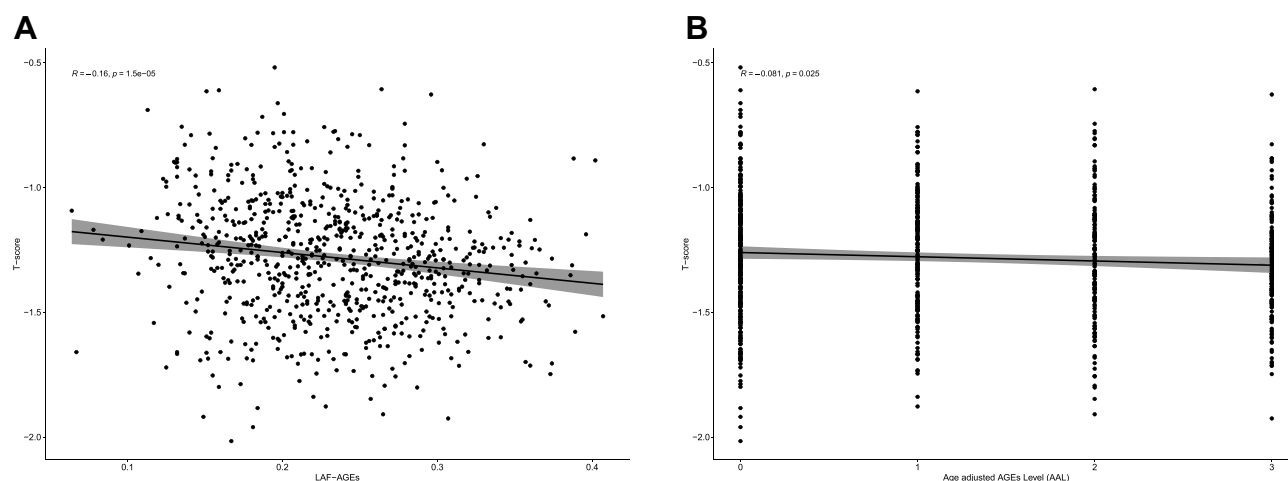 A
R = −0.16, p = 1.5e−05
−0.5
−1.0
−1.5
−2.0
T−score
0.1 0.2 0.3 0.4
LAF−AGEs
B
R = −0.081, p = 0.025
−0.5
−1.0
−1.5
−2.0
T−score
0 1 2 3
Age adjusted AGEs Level (AAL)